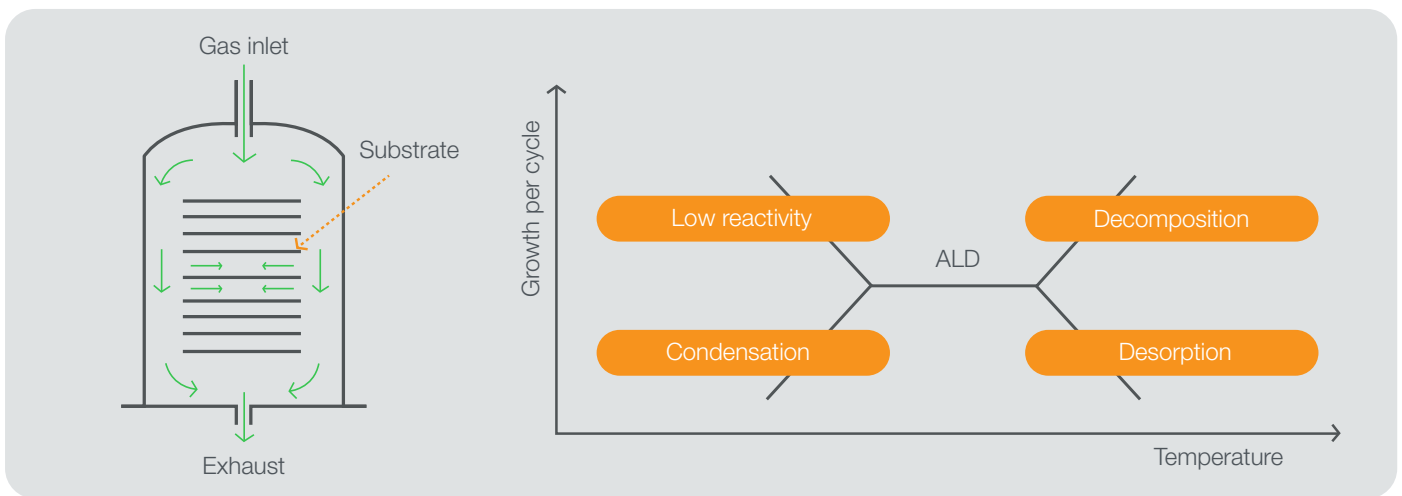 Gas inlet
Substrate
Exhaust
Growth per cycle
Low reactivity
Decomposition
ALD
Condensation
Desorption
Temperature